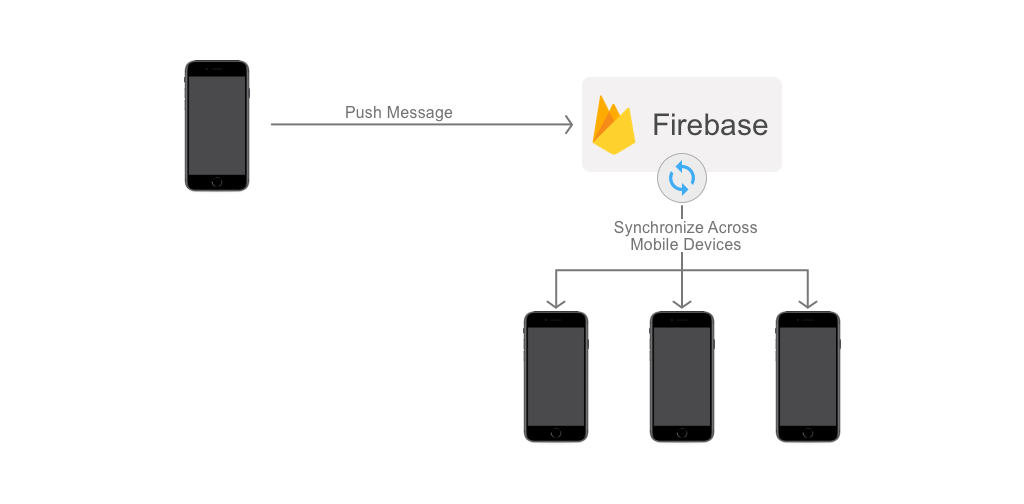 Push Message
Firebase
Synchronize Across
Mobile Devices